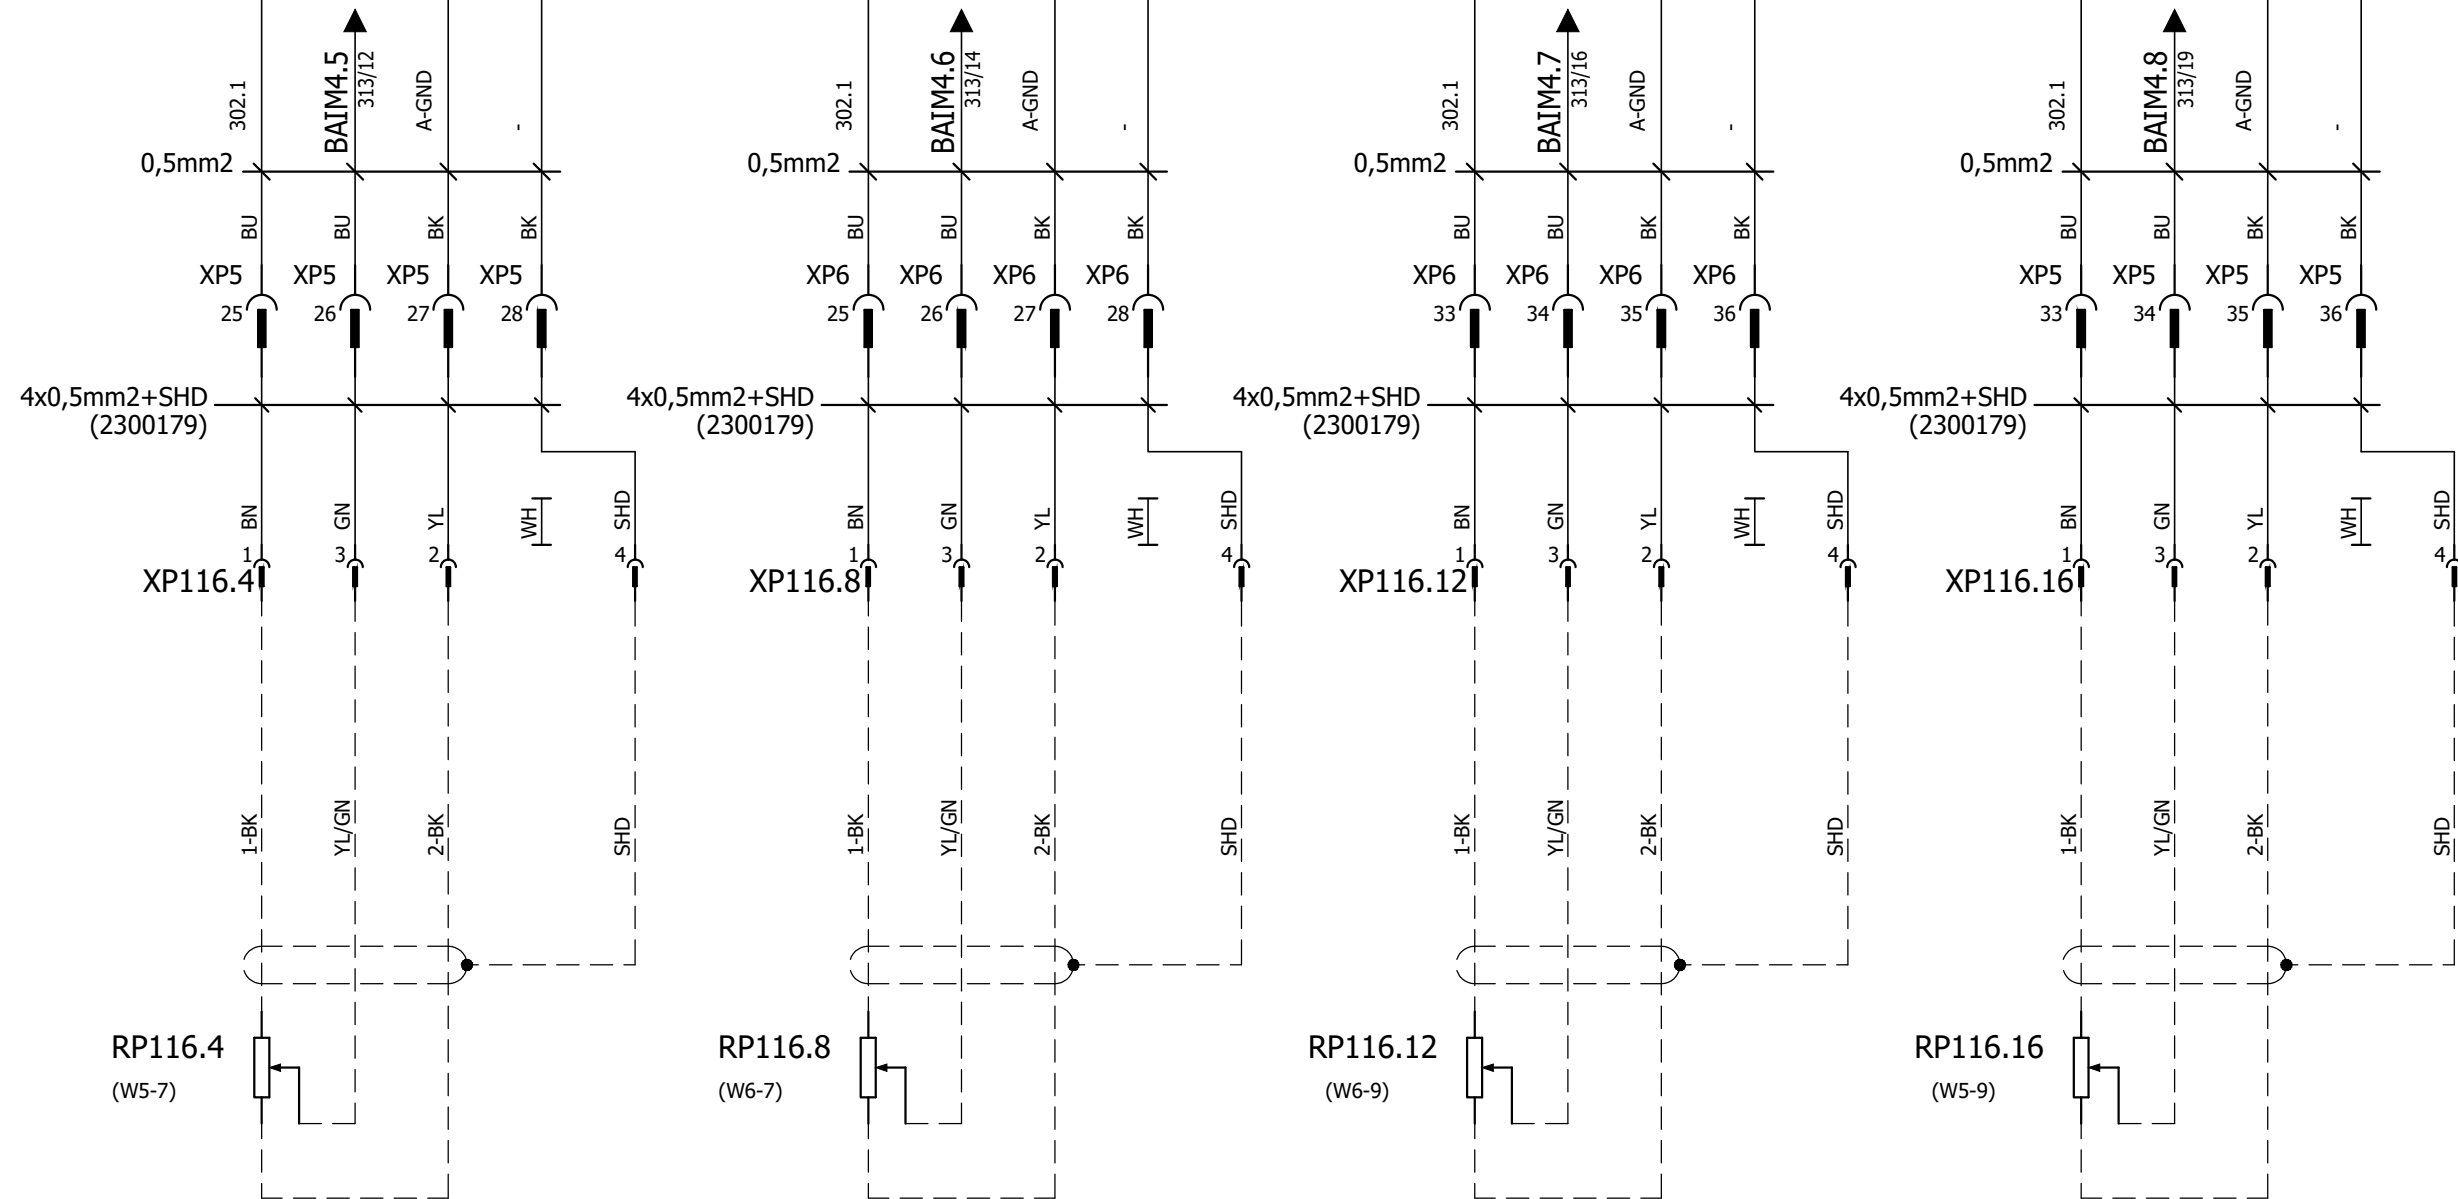 302.1 BAIM4.5 313/12 A-GND -
302.1 BAIM4.6 313/14 A-GND -
302.1 BAIM4.7 313/16 A-GND -
302.1 BAIM4.8 313/19 A-GND -
0,5mm2 0,5mm2 0,5mm2 0,5mm2
BU BU BK BK BU BU BK BK BU BU BK BK BU BU BK BK
XP5 XP5 XP5 XP5 XP6 XP6 XP6 XP6 XP6 XP6 XP6 XP6 XP5 XP5 XP5 XP5
25 26 27 28 25 26 27 28 33 34 35 36 33 34 35 36
4x0,5mm2+SHD 4x0,5mm2+SHD 4x0,5mm2+SHD 4x0,5mm2+SHD
(2300179) (2300179) (2300179) (2300179)
BN GN YL WH SHD BN GN YL WH SHD BN GN YL WH SHD BN GN YL WH SHD
1 3 2 4 1 3 2 4 1 3 2 4 1 3 2 4
XP116.4 XP116.8 XP116.12 XP116.16
1-BK YL/GN 2-BK SHD 1-BK YL/GN 2-BK SHD 1-BK YL/GN 2-BK SHD 1-BK YL/GN 2-BK SHD
RP116.4 RP116.8 RP116.12 RP116.16
(W5-7) (W6-7) (W6-9) (W5-9)